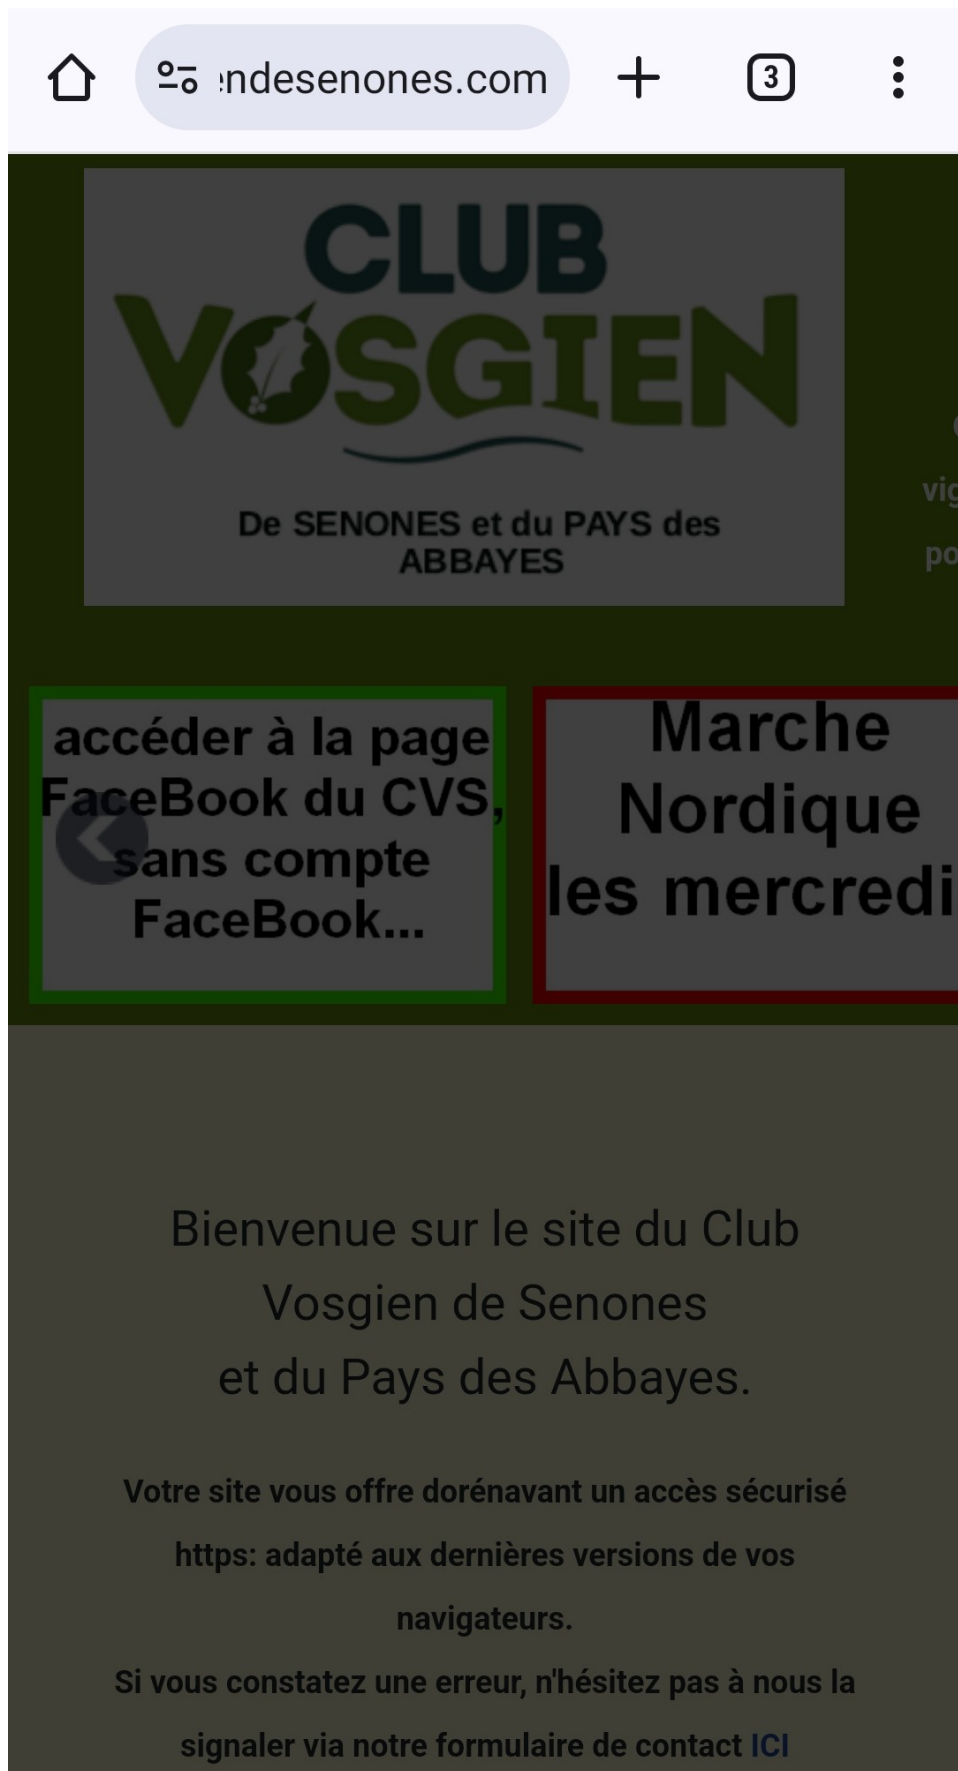 endesenones.com
3
CLUB
VOSGIEN
De SENONES et du PAYS des
ABBAYES
vig
po
accéder à la page
FaceBook du CVS,
sans compte
FaceBook...
Marche
Nordique
les mercredi
Bienvenue sur le site du Club
Vosgien de Senones
et du Pays des Abbayes.
Votre site vous offre dorénavant un accès sécurisé
https: adapté aux dernières versions de vos
navigateurs.
Si vous constatez une erreur, n'hésitez pas à nous la
signaler via notre formulaire de contact ICI